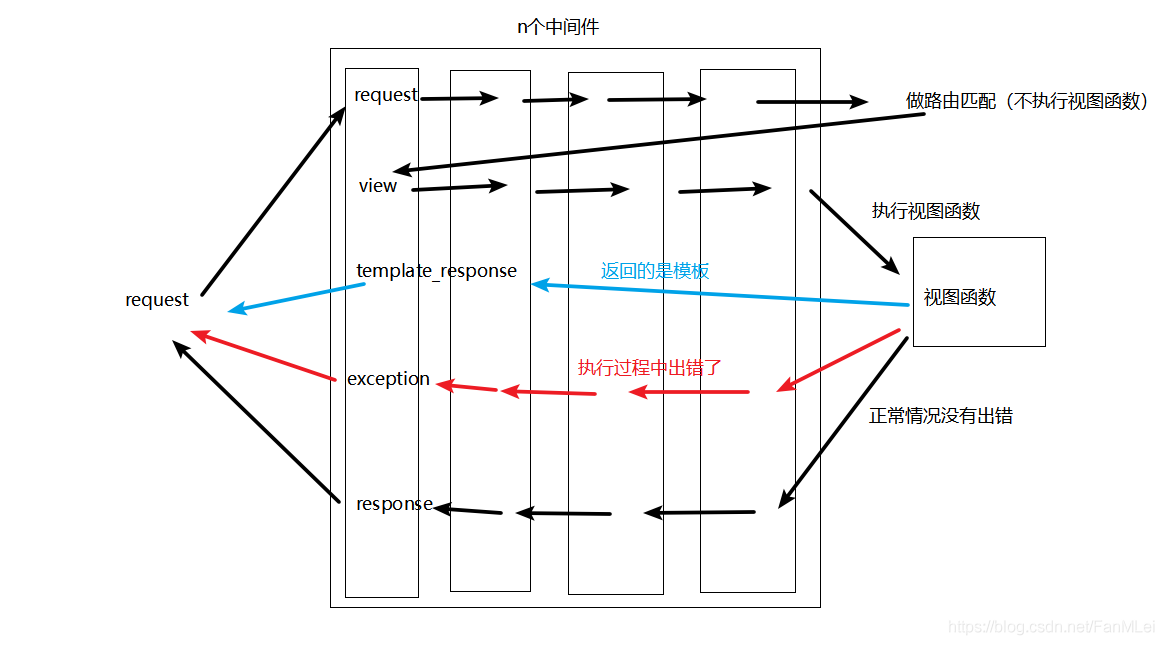 n个中间件
request
做路由匹配（不执行视图函数）
view
执行视图函数
template_response
返回的是模板
request
视图函数
exception
执行过程中出错了
正常情况没有出错
response
https://blog.csdn.net/FanMLei